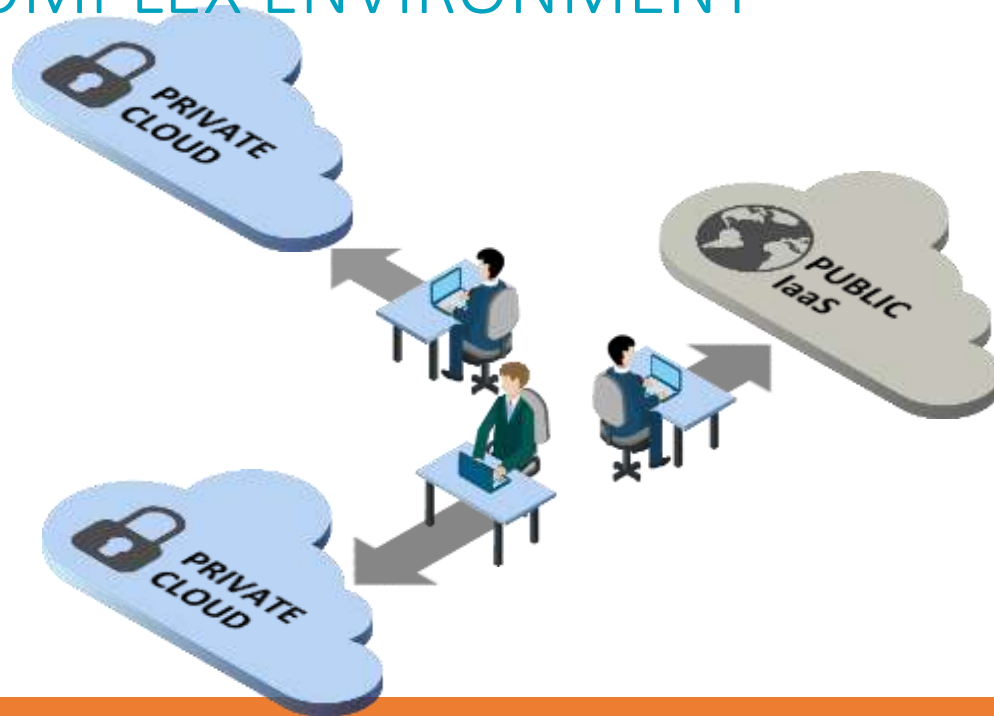 OMPLEX ENVIRONMENT
PRIVATE
CLOUD
PUBLIC
IaaS
PRIVATE
CLOUD